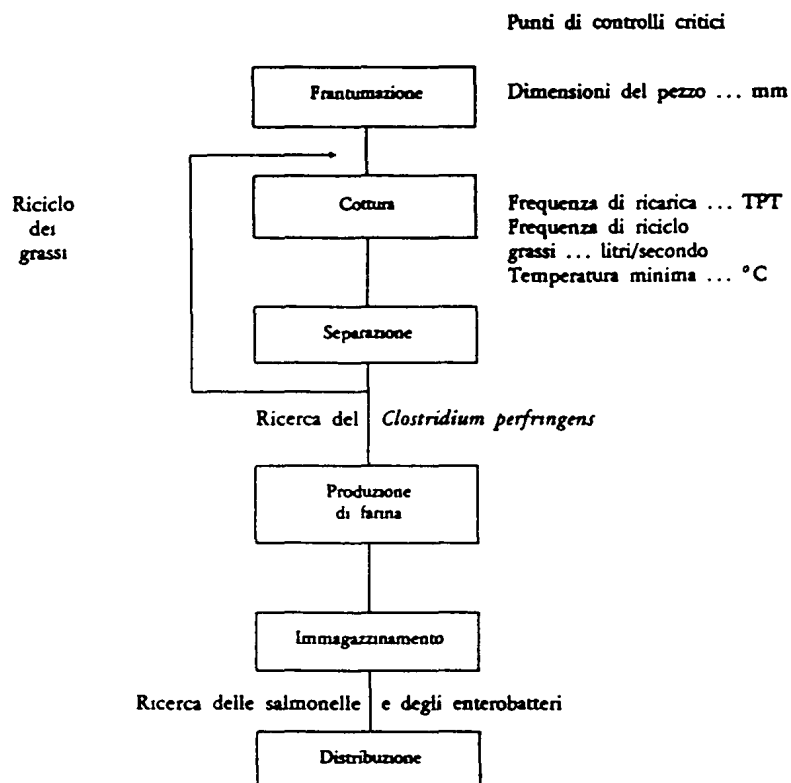 Punti di controlli critici
Frantumazione
Dimensioni del pezzo ... mm
Riciclo
dei
grassi
Cottura
Frequenza di ricarica ... TPT
Frequenza di riciclo
grassi ... litri/secondo
Temperatura minima ... °C
Separazione
Ricerca del Clostridium perfringens
Produzione
di farina
Immagazzinamento
Ricerca delle salmonelle e degli enterobatteri
Distribuzione